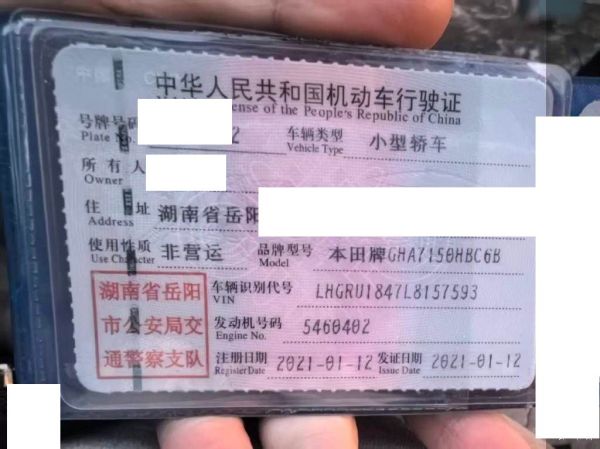 中华人民共和国机动车行驶证
ense of the People's Republic of China
号牌号码 2 车辆类型 小型轿车
Plate No. Vehicle Type
所有人
Owner
住址 湖南省岳阳
Address
使用性质 非营运 品牌型号 本田牌GHA7150HBC6B
Use Character Model
湖南省岳阳
市公安局交
通警察支队
车辆识别代号 LHGRU1847L8157593
VIN
发动机号码 5460402
Engine No.
注册日期 2021-01-12 发证日期 2021-01-12
Register Date Issue Date